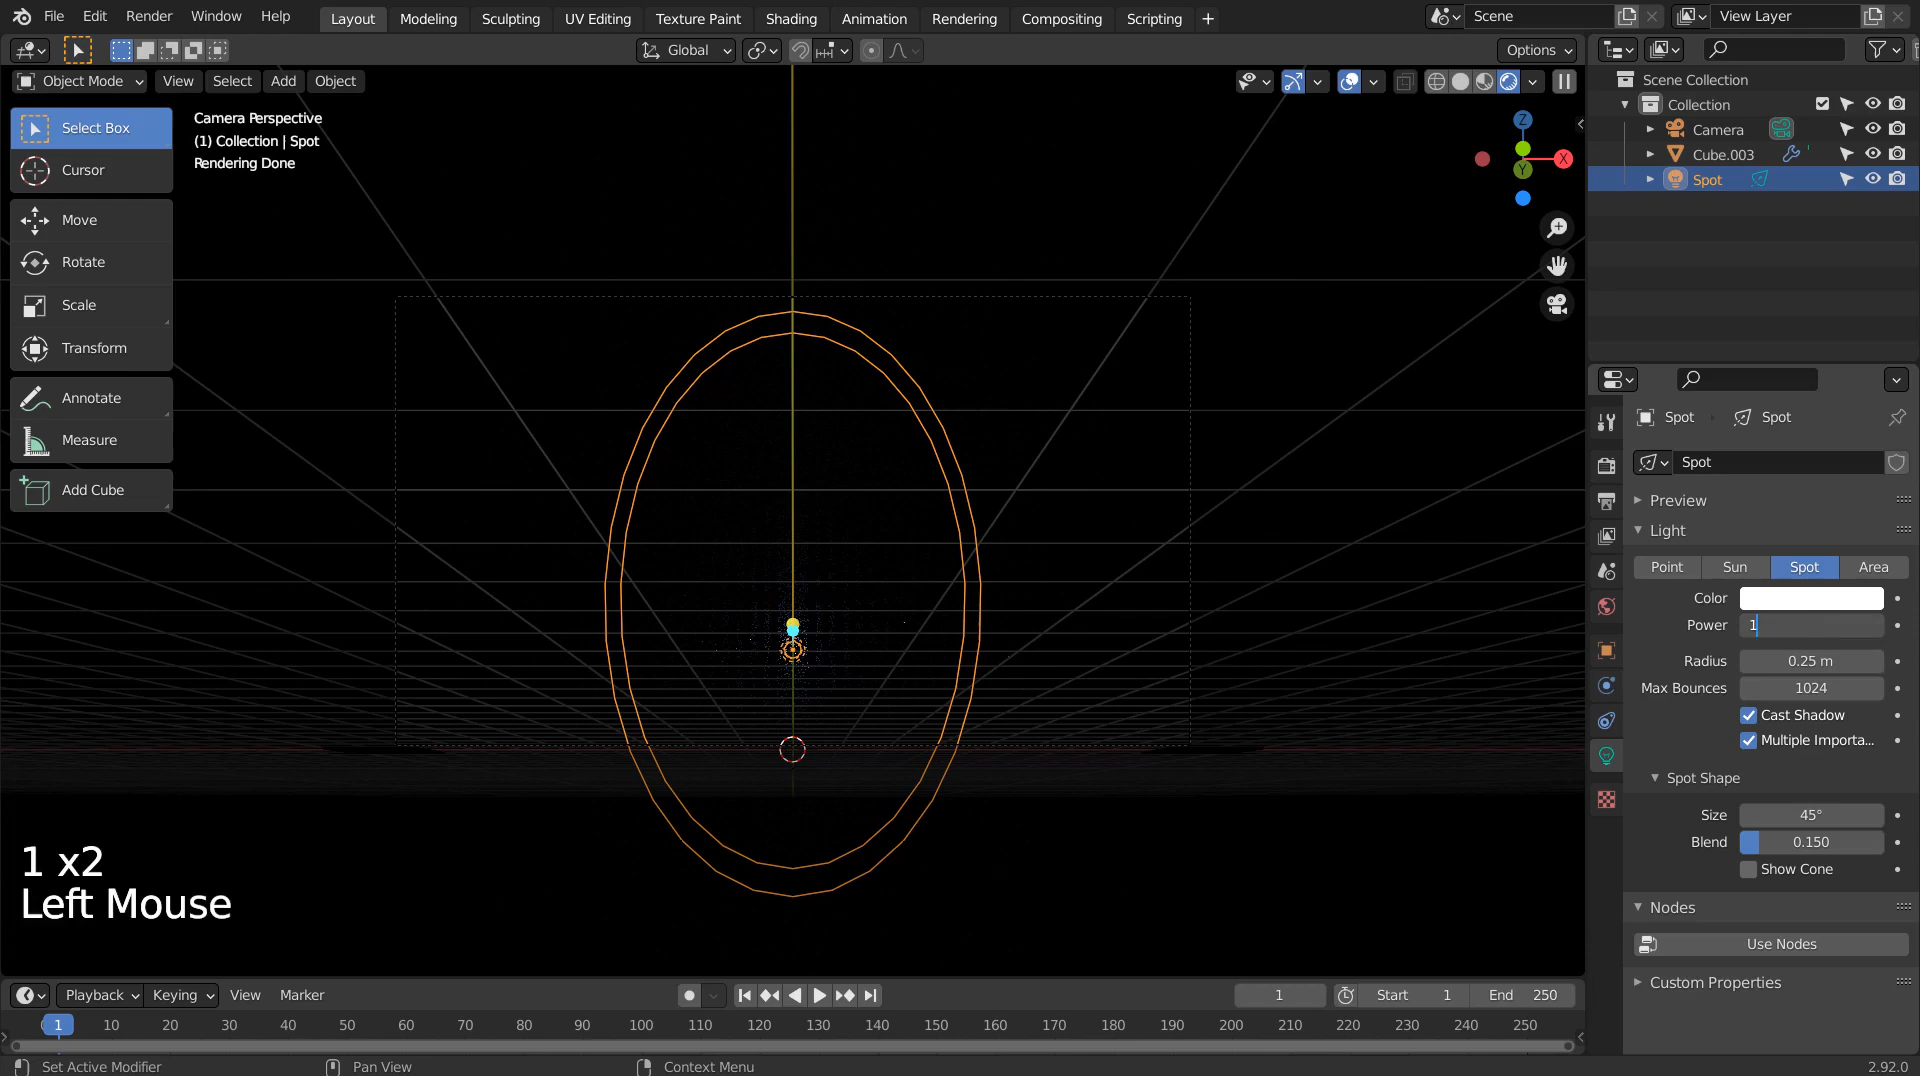 File Edit Render Window Help Layout Modeling Sculpting UV Editing Texture Paint Shading Animation Rendering Compositing Scripting + Scene View Layer
Global Options
Object Mode View Select Add Object
Scene Collection
Collection
Camera
Cube.003
Spot
Select Box
Cursor
Move
Rotate
Scale
Transform
Annotate
Measure
Add Cube
Camera Perspective
(1) Collection | Spot
Rendering Done
Z
X
Y
Spot Spot
Spot
Preview
Light
Point Sun Spot Area
Color
Power 1
Radius 0.25 m
Max Bounces 1024
Cast Shadow
Multiple Importa...
Spot Shape
Size 45°
Blend 0.150
Show Cone
Nodes
Use Nodes
Custom Properties
1 x2
Left Mouse
Playback Keying View Marker 1 Start 1 End 250
1 10 20 30 40 50 60 70 80 90 100 110 120 130 140 150 160 170 180 190 200 210 220 230 240 250
Set Active Modifier Pan View Context Menu 2.92.0